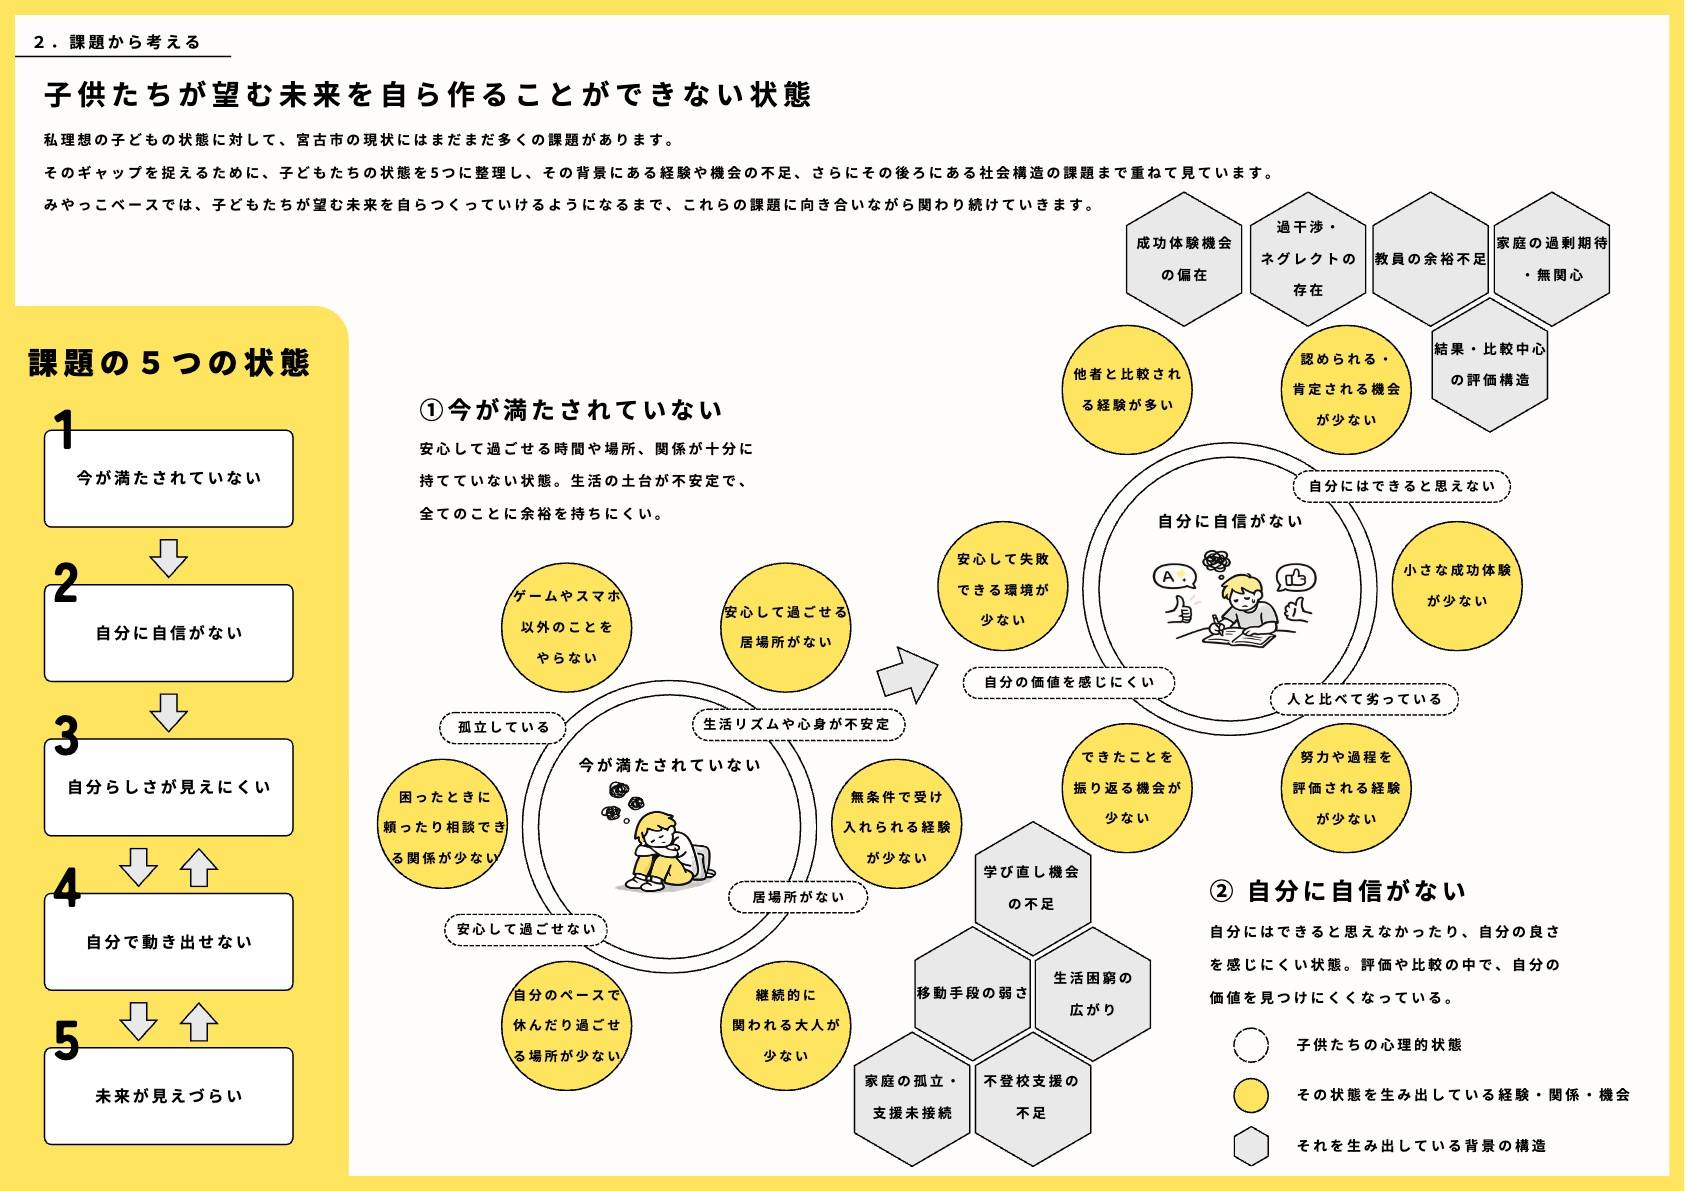 2．課題から考える
子供たちが望む未来を自ら作ることができない状態
私理想の子どもの状態に対して、宮古市の現状にはまだまだ多くの課題があります。
そのギャップを捉えるために、子どもたちの状態を5つに整理し、その背景にある経験や機会の不足、さらにその後ろにある社会構造の課題まで重ねて見ています。
みやっこベースでは、子どもたちが望む未来を自らつくっていけるようになるまで、これらの課題に向き合いながら関わり続けていきます。
課題の５つの状態
1
今が満たされていない
2
自分に自信がない
3
自分らしさが見えにくい
4
自分で動き出せない
5
未来が見えづらい
①今が満たされていない
安心して過ごせる時間や場所、関係が十分に
持てていない状態。生活の土台が不安定で、
全てのことに余裕を持ちにくい。
ゲームやスマホ
以外のことを
やらない
安心して過ごせる
居場所がない
孤立している
生活リズムや心身が不安定
今が満たされていない
困ったときに
頼ったり相談でき
る関係が少ない
無条件で受け
入れられる経験
が少ない
居場所がない
安心して過ごせない
自分のペースで
休んだり過ごせ
る場所が少ない
継続的に
関われる大人が
少ない
学び直し機会
の不足
移動手段の弱さ
生活困窮の
広がり
家庭の孤立・
支援未接続
不登校支援の
不足
成功体験機会
の偏在
過干渉・
ネグレクトの
存在
教員の余裕不足
家庭の過剰期待
・無関心
結果・比較中心
の評価構造
他者と比較され
る経験が多い
認められる・
肯定される機会
が少ない
自分にはできると思えない
自分に自信がない
A
安心して失敗
できる環境が
少ない
小さな成功体験
が少ない
自分の価値を感じにくい
人と比べて劣っている
できたことを
振り返る機会が
少ない
努力や過程を
評価される経験
が少ない
② 自分に自信がない
自分にはできると思えなかったり、自分の良さ
を感じにくい状態。評価や比較の中で、自分の
価値を見つけにくくなっている。
子供たちの心理的状態
その状態を生み出している経験・関係・機会
それを生み出している背景の構造